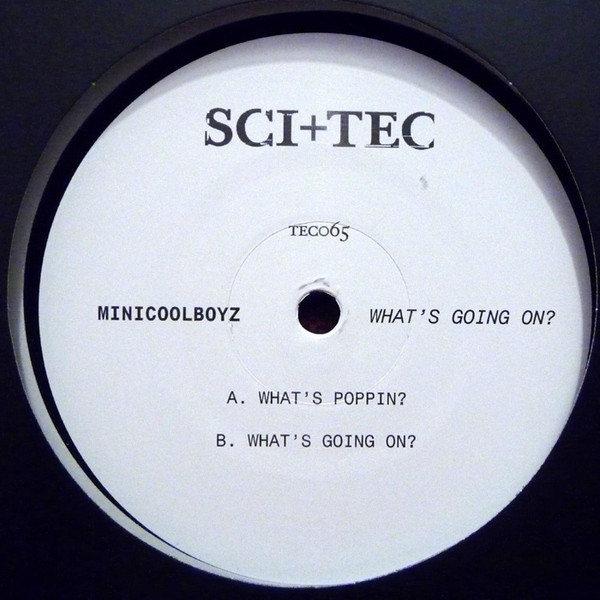 SCI+TEC
TEC065
MINICOOLBOYZ WHAT'S GOING ON?
A. WHAT'S POPPIN?
B. WHAT'S GOING ON?